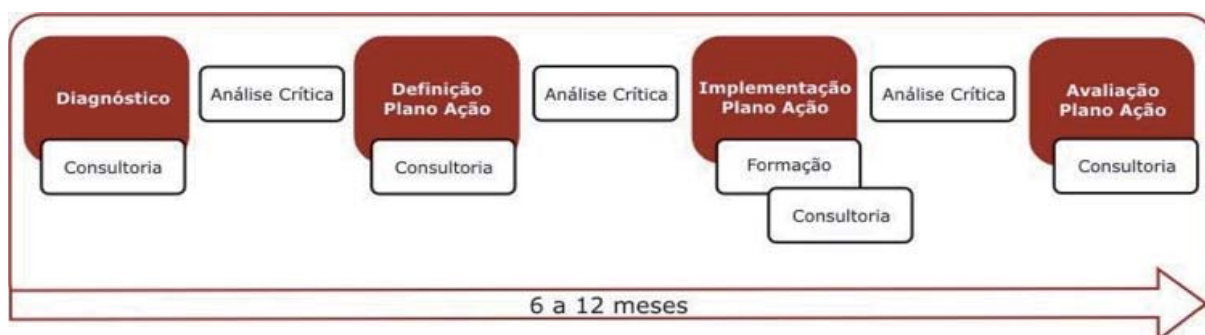 Diagnóstico
Consultoria
Análise Crítica
Definição
Plano Ação
Consultoria
Análise Crítica
Implementação
Plano Ação
Formação
Consultoria
Análise Crítica
Avaliação
Plano Ação
Consultoria
6 a 12 meses